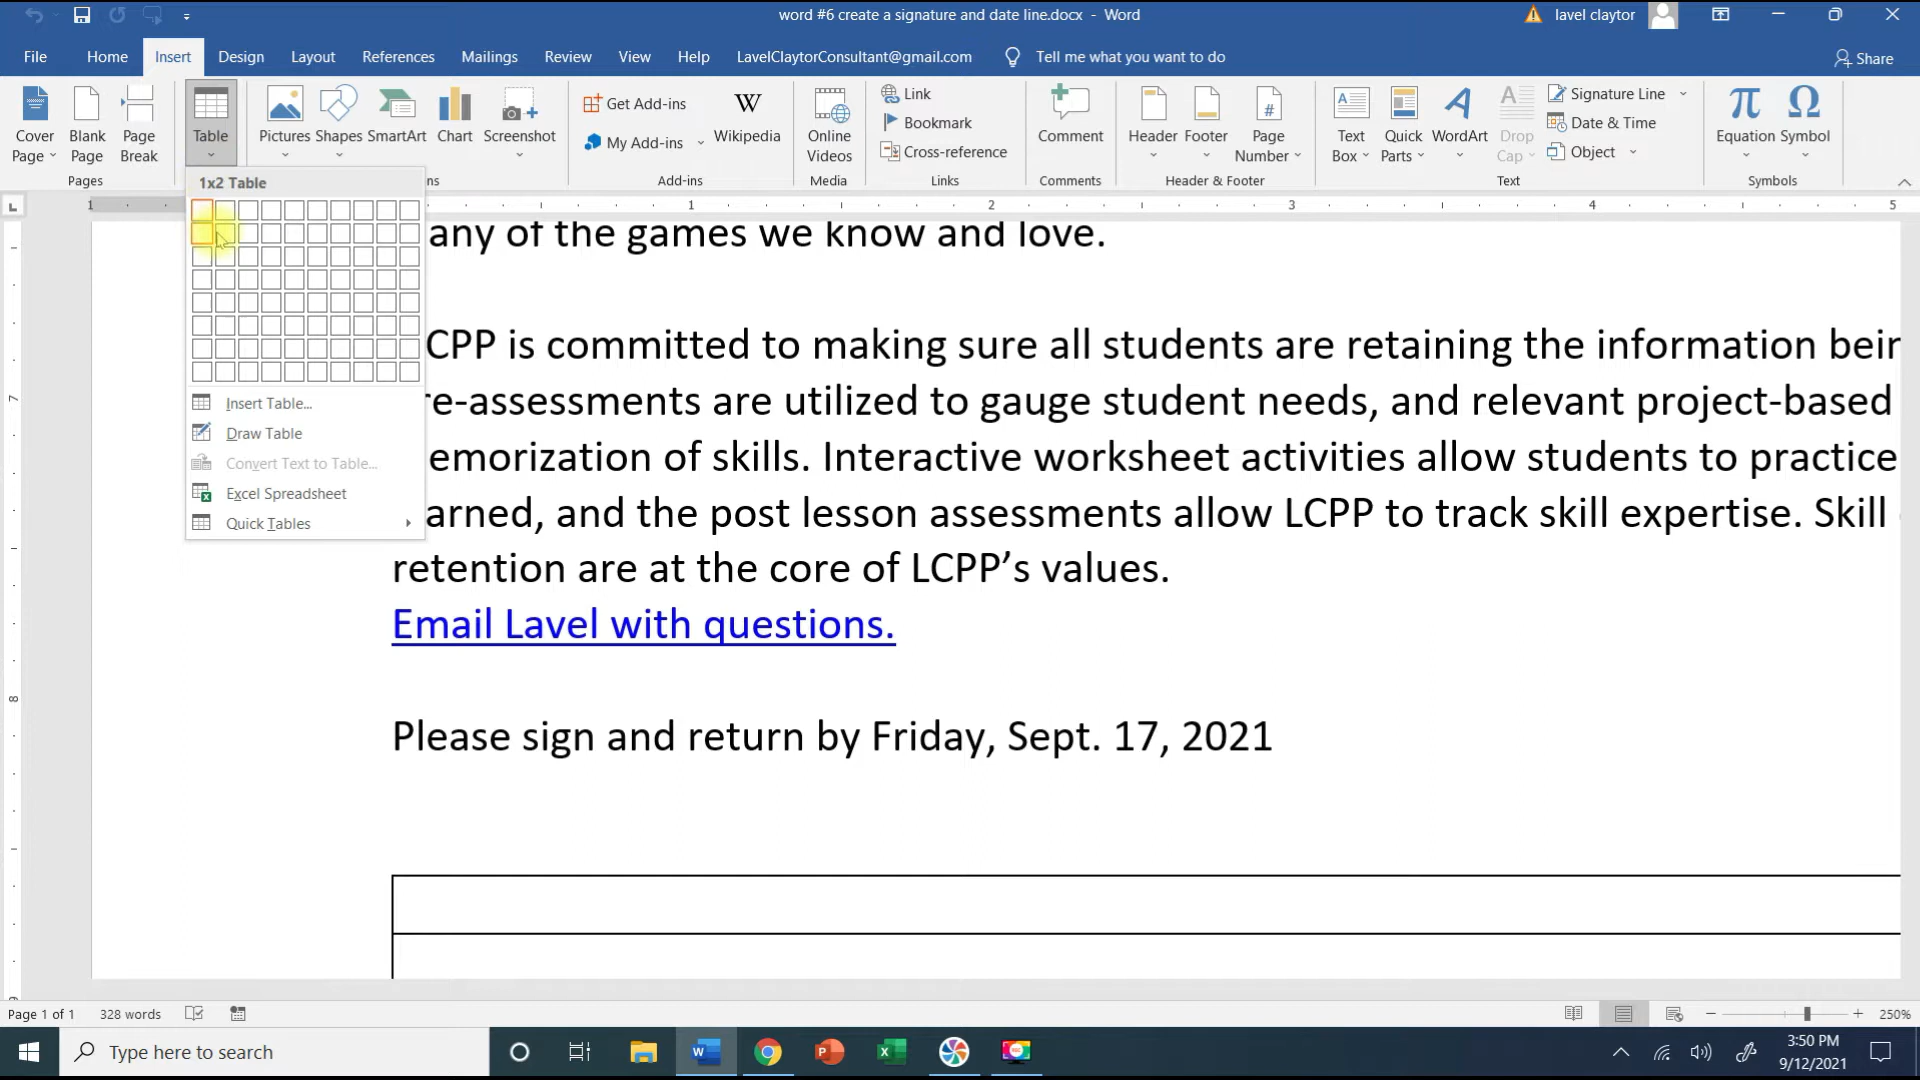 word #6 create a signature and date line.docx - Word
lavel claytor
File Home Insert Design Layout References Mailings Review View Help LavelClaytorConsultant@gmail.com Tell me what you want to do Share
Cover Page
Blank Page
Page Break
Table
Pictures
Shapes
SmartArt
Chart
Screenshot
Get Add-ins
My Add-ins
Wikipedia
Online Videos
Link
Bookmark
Cross-reference
Comment
Header
Footer
Page Number
Text Box
Quick Parts
WordArt
Drop Cap
Signature Line
Date & Time
Object
Equation
Symbol
Pages
ns
Add-ins
Media
Links
Comments
Header & Footer
Text
Symbols
1x2 Table
Insert Table...
Draw Table
Convert Text to Table...
Excel Spreadsheet
Quick Tables
1 1 2 3 4 5
7
8
any of the games we know and love.
CPP is committed to making sure all students are retaining the information bein
re-assessments are utilized to gauge student needs, and relevant project-based
emorization of skills. Interactive worksheet activities allow students to practice
arned, and the post lesson assessments allow LCPP to track skill expertise. Skill
retention are at the core of LCPP’s values.
Email Lavel with questions.
Please sign and return by Friday, Sept. 17, 2021
Page 1 of 1 328 words 250%
Type here to search
3:50 PM
9/12/2021